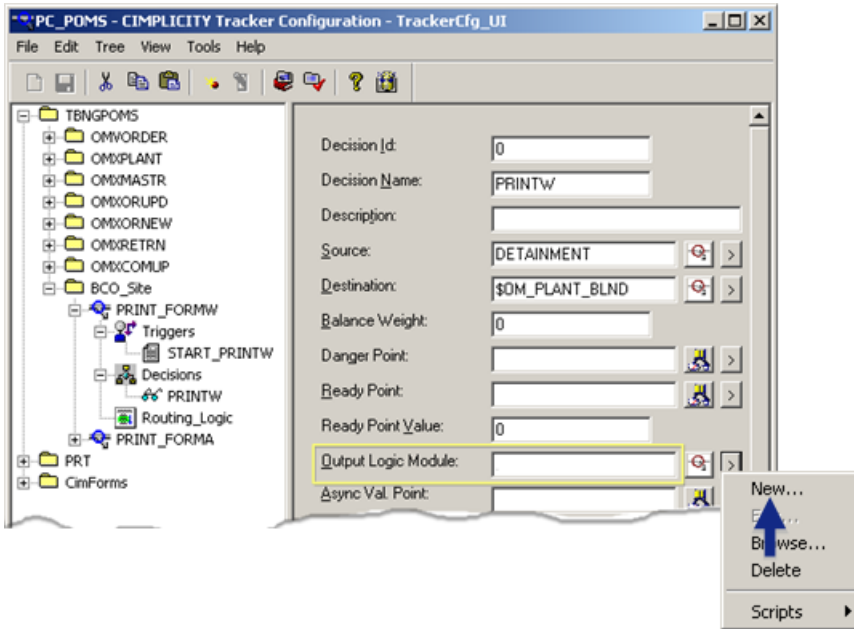 PC_POMS - CIMPLICITY Tracker Configuration - TrackerCfg_UI
File Edit Tree View Tools Help
TBNGPOMS
OMVORDER
OMXPLANT
OMXMASTR
OMXORUPD
OMXORNEW
OMXRETRN
OMXCOMUP
BCO_Site
PRINT_FORMW
Triggers
START_PRINTW
Decisions
PRINTW
Routing_Logic
PRINT_FORMA
PRT
CimForms
Decision Id: 0
Decision Name: PRINTW
Description:
Source: DETAINMENT
Destination: $OM_PLANT_BLND
Balance Weight: 0
Danger Point:
Ready Point:
Ready Point Value: 0
Output Logic Module:
Async Val. Point:
New...
Browse...
Delete
Scripts